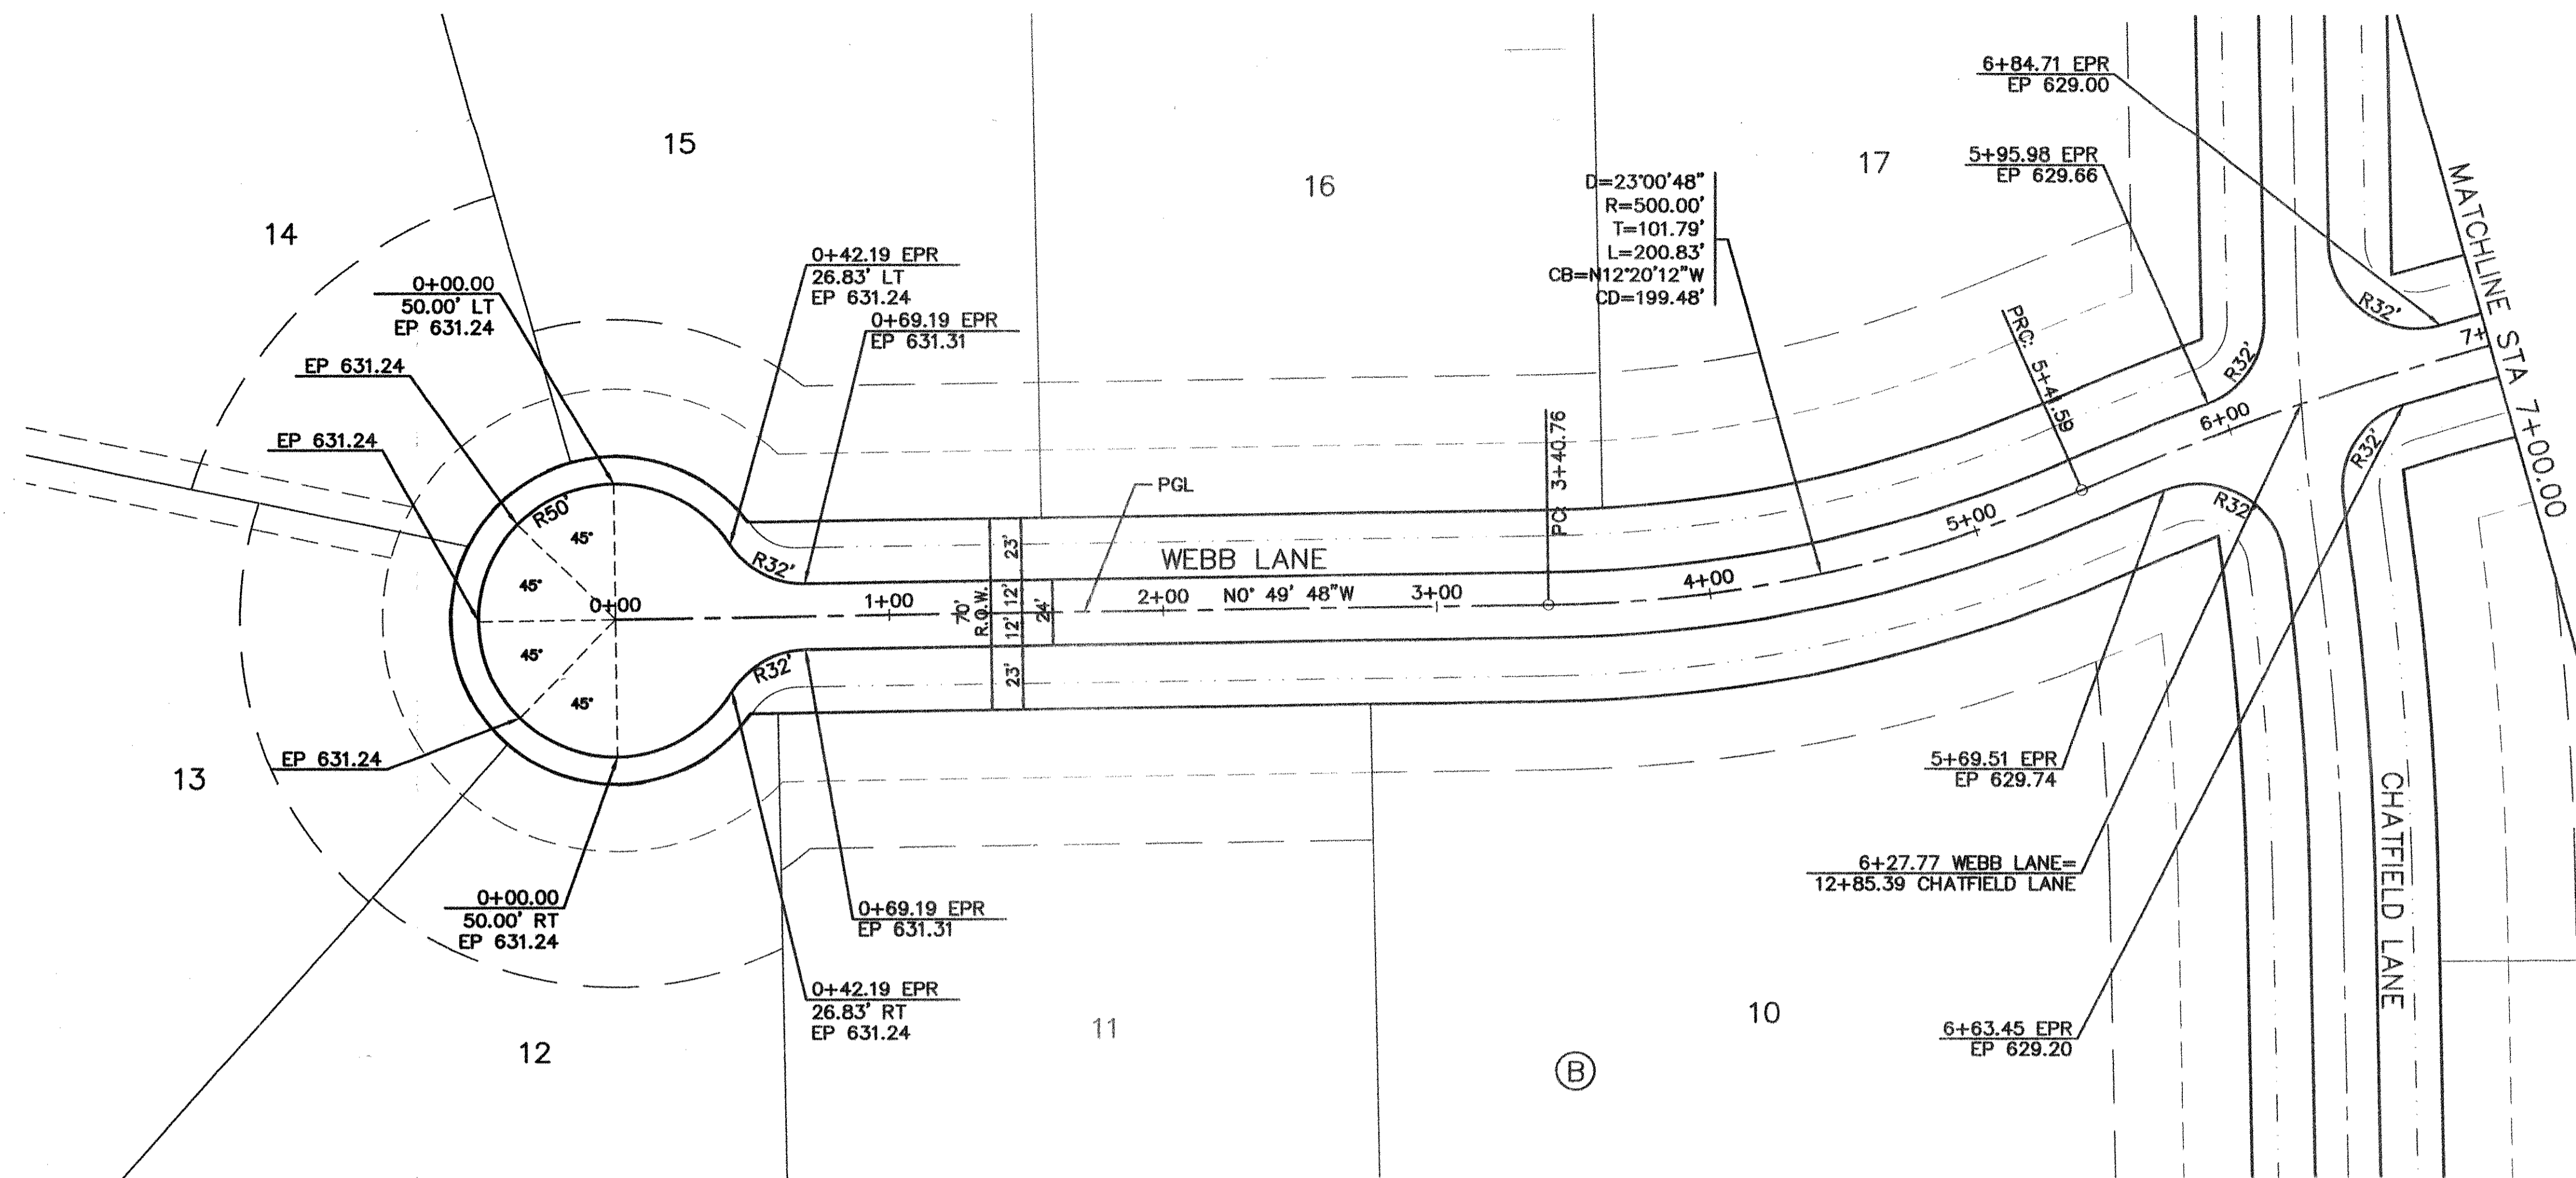 15
14
16
17
6+84.71 EPR
EP 629.00
5+95.98 EPR
EP 629.66
D=23°00'48"
R=500.00'
T=101.79'
L=200.83'
CB=N12°20'12"W
CD=199.48'
MATCHLINE STA 7+00.00
0+42.19 EPR
26.83' LT
EP 631.24
0+69.19 EPR
EP 631.31
0+00.00
50.00' LT
EP 631.24
EP 631.24
EP 631.24
R50'
45°
45°
45°
45°
R32'
R32'
PRC: 5+41.59
PC: 3+40.76
R32'
R32'
R32'
R32'
PGL
WEBB LANE
0+00
1+00
2+00
N0° 49' 48"W
3+00
4+00
5+00
6+00
7+
70'
R.O.W.
23'
12'
12'
23'
24'
EP 631.24
13
0+00.00
50.00' RT
EP 631.24
0+69.19 EPR
EP 631.31
0+42.19 EPR
26.83' RT
EP 631.24
12
11
10
B
5+69.51 EPR
EP 629.74
6+27.77 WEBB LANE=
12+85.39 CHATFIELD LANE
6+63.45 EPR
EP 629.20
CHATFIELD LANE